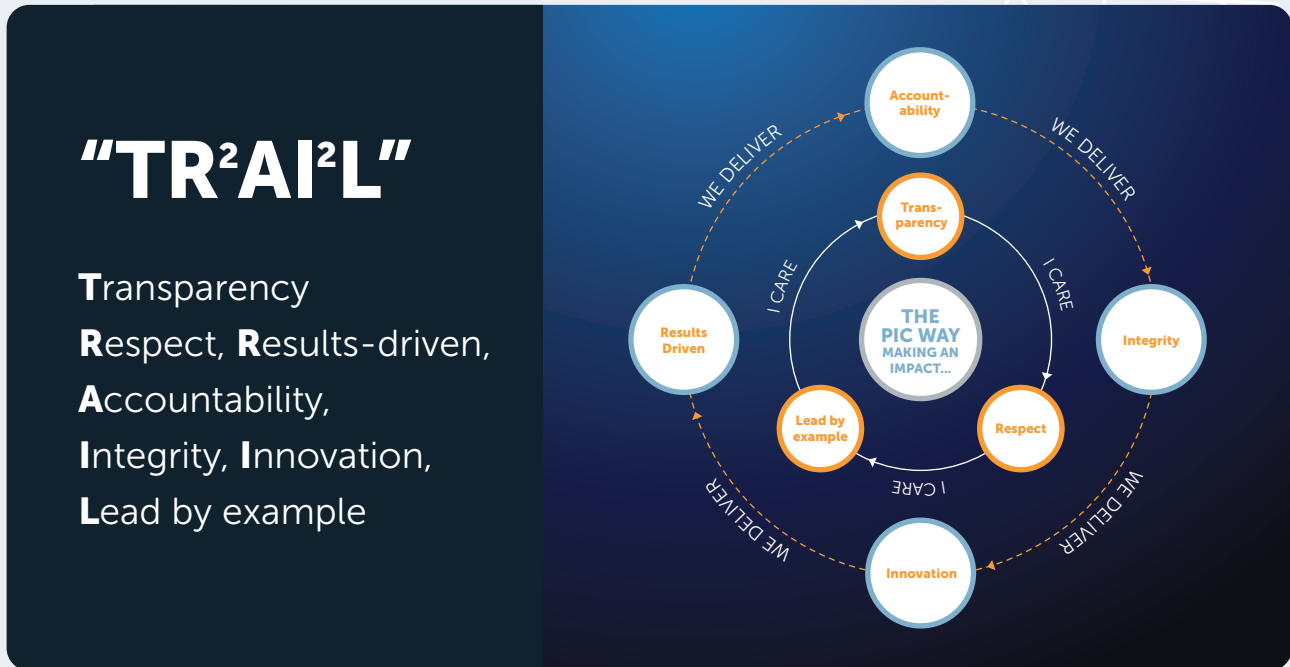 "TR²AI²L"
Transparency
Respect, Results-driven,
Accountability,
Integrity, Innovation,
Lead by example
Account-
ability
WE DELIVER
WE DELIVER
Trans-
parency
I CARE
I CARE
THE
PIC WAY
MAKING AN
IMPACT...
Results
Driven
Integrity
Lead by
example
Respect
I CARE
WE DELIVER
WE DELIVER
Innovation